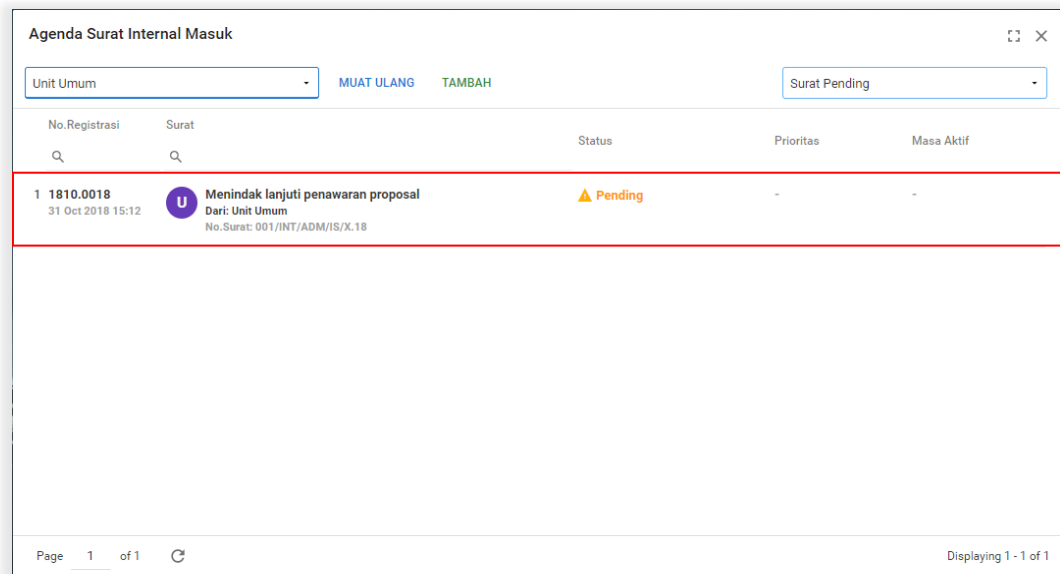 Agenda Surat Internal Masuk
Unit Umum MUAT ULANG TAMBAH Surat Pending
No.Registrasi Surat Status Prioritas Masa Aktif
1 1810.0018 U Menindak lanjuti penawaran proposal Pending - -
31 Oct 2018 15:12 Dari: Unit Umum
No.Surat: 001/INT/ADM/IS/X.18
Page 1 of 1 Displaying 1 - 1 of 1